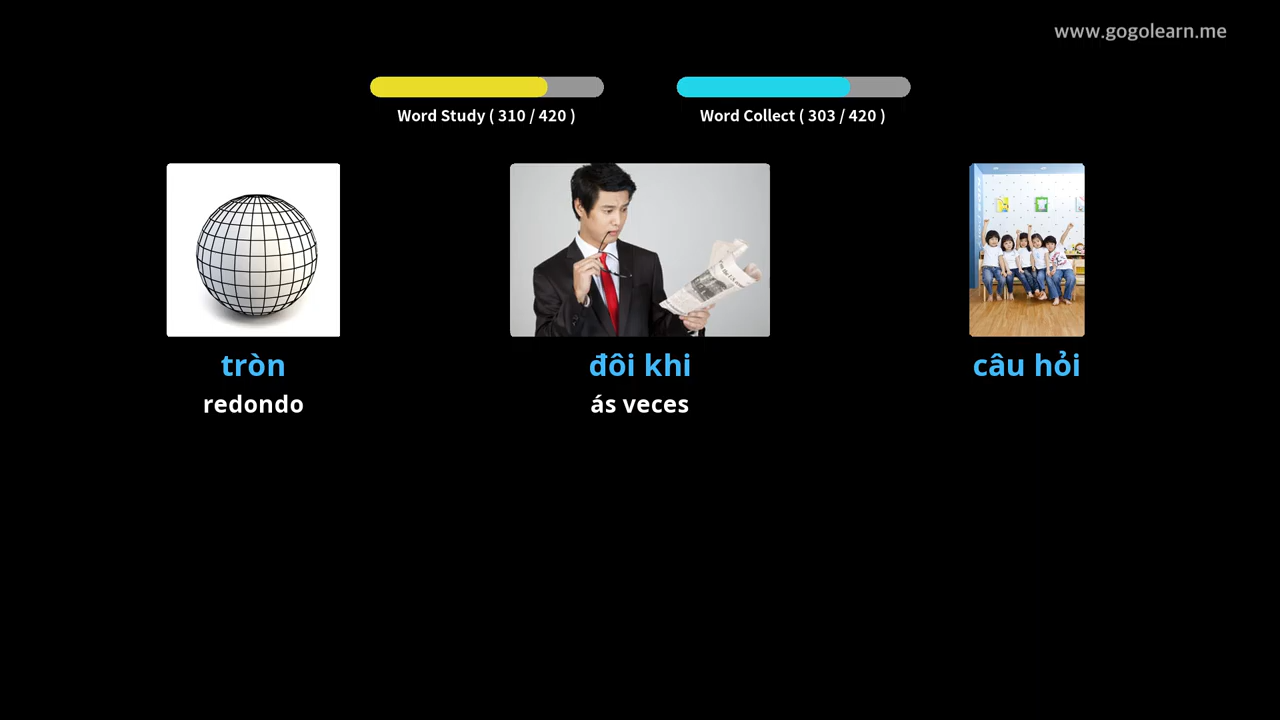 www.gogolearn.me
Word Study ( 310 / 420 )
Word Collect ( 303 / 420 )
tròn
đôi khi
câu hỏi
redondo
ás veces